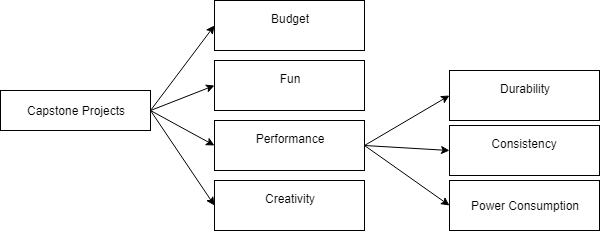 Budget
Fun
Durability
Capstone Projects
Performance
Consistency
Creativity
Power Consumption